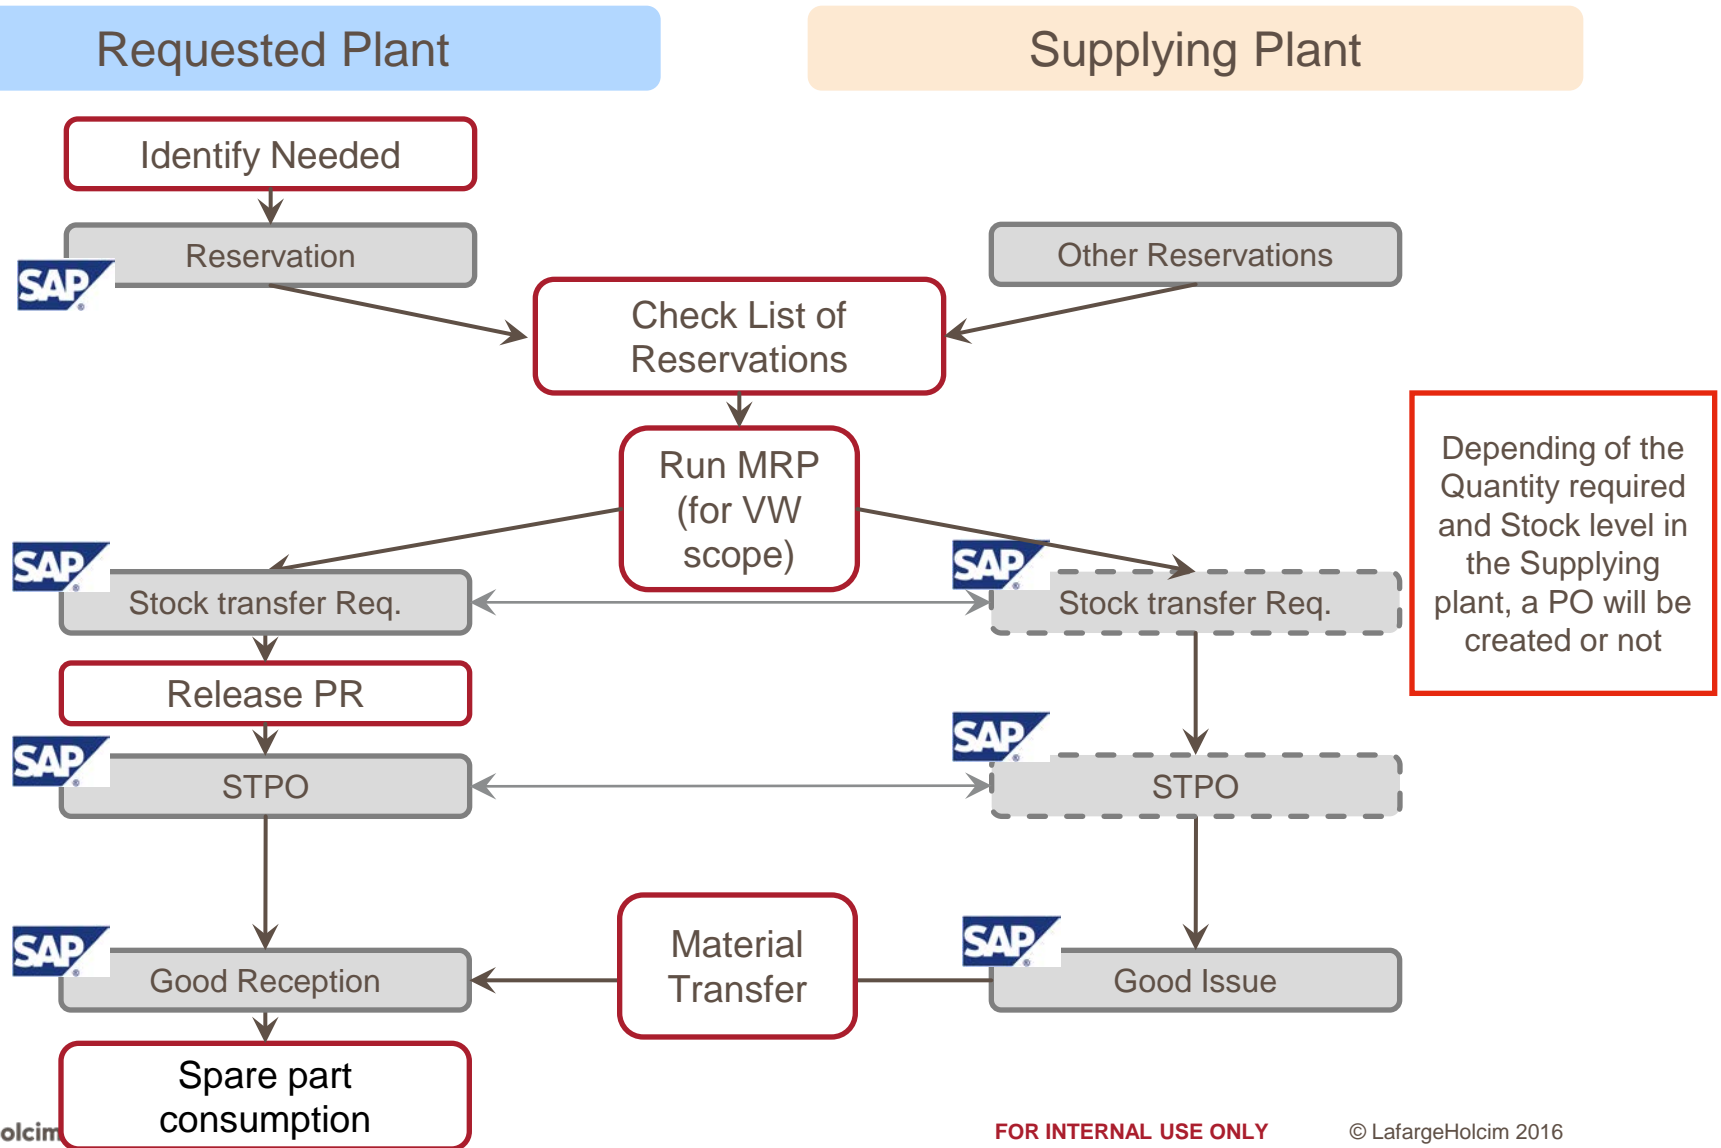 Requested Plant
Supplying Plant
Identify Needed
Reservation
SAP
®
Other Reservations
Check List of
Reservations
Run MRP
(for VW
scope)
Depending of the
Quantity required
and Stock level in
the Supplying
plant, a PO will be
created or not
SAP
®
Stock transfer Req.
SAP
®
Stock transfer Req.
Release PR
SAP
®
STPO
SAP
®
STPO
SAP
®
Good Reception
Material
Transfer
SAP
®
Good Issue
Spare part
consumption
olcim
FOR INTERNAL USE ONLY
© LafargeHolcim 2016